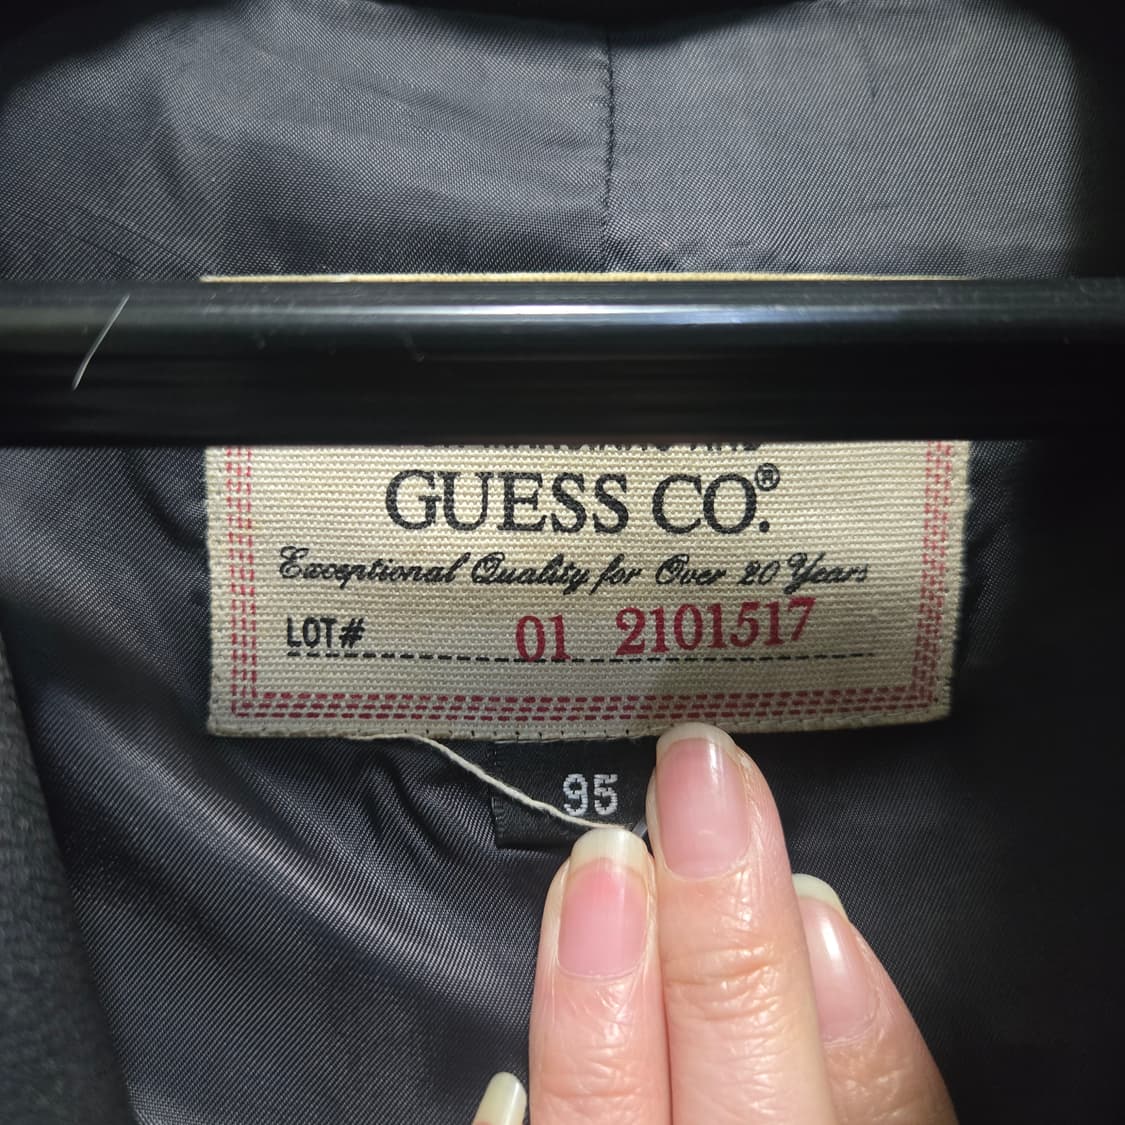 GUESS CO.®
Exceptional Quality for Over 20 Years
LOT# 01 2101517
95